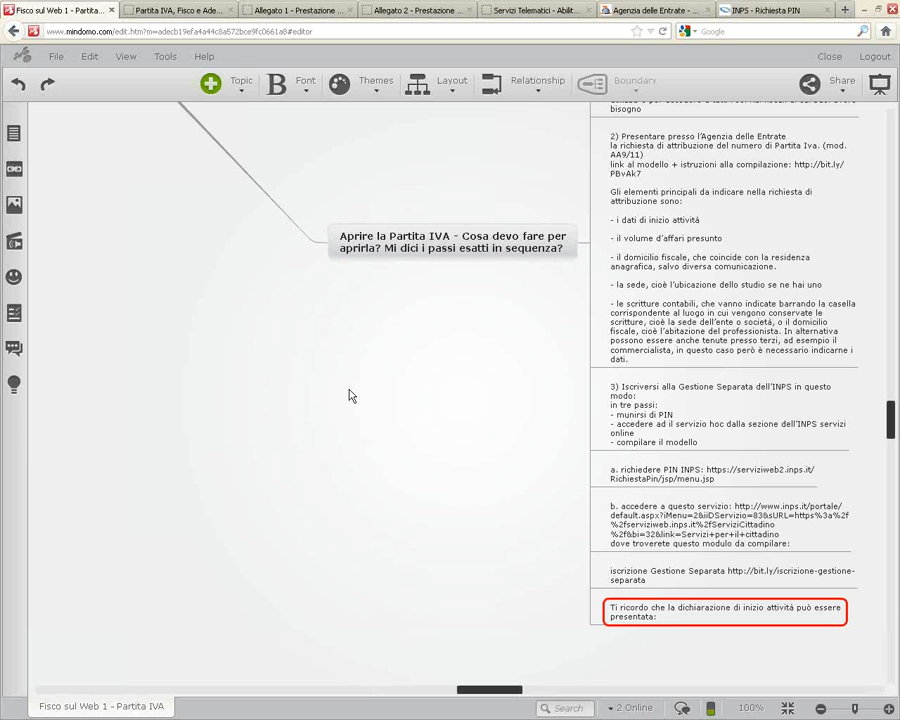 Fisco sul Web 1 - Partita...
Partita IVA, Fisco e Ade...
Allegato 1 - Prestazione ...
Allegato 2 - Prestazione ...
Servizi Telematici - Abilit...
Agenzia delle Entrate - ...
INPS - Richiesta PIN
www.mindomo.com/edit.htm?m=adecb19efa4a44c8a572bce9fc0661a8#editor
Google
File Edit View Tools Help
Close Logout
Topic Font Themes Layout Relationship Boundary Share
bisogno
2) Presentare presso l'Agenzia delle Entrate
la richiesta di attribuzione del numero di Partita Iva. (mod.
AA9/11)
link al modello + istruzioni alla compilazione: http://bit.ly/
PBvAk7
Gli elementi principali da indicare nella richiesta di
attribuzione sono:
- i dati di inizio attività
- il volume d'affari presunto
- il domicilio fiscale, che coincide con la residenza
anagrafica, salvo diversa comunicazione.
- la sede, cioè l'ubicazione dello studio se ne hai uno
- le scritture contabili, che vanno indicate barrando la casella
corrispondente al luogo in cui vengono conservate le
scritture, cioè la sede dell'ente o società, o il domicilio
fiscale, cioè l'abitazione del professionista. In alternativa
possono essere anche tenute presso terzi, ad esempio il
commercialista, in questo caso però è necessario indicarne i
dati.
Aprire la Partita IVA - Cosa devo fare per
aprirla? Mi dici i passi esatti in sequenza?
3) Iscriversi alla Gestione Separata dell'INPS in questo
modo:
in tre passi:
- munirsi di PIN
- accedere ad il servizio hoc dalla sezione dell'INPS servizi
online
- compilare il modello
a. richiedere PIN INPS: https://serviziweb2.inps.it/
RichiestaPin/jsp/menu.jsp
b. accedere a questo servizio: http://www.inps.it/portale/
default.aspx?iMenu=2&iiDServizio=83&sURL=https%3a%2f
%2fserviziweb.inps.it%2fServiziCittadino
%2f&bi=32&link=Servizi+per+il+cittadino
dove troverete questo modulo da compilare:
iscrizione Gestione Separata http://bit.ly/iscrizione-gestione-
separata
Ti ricordo che la dichiarazione di inizio attività può essere
presentata:
Fisco sul Web 1 - Partita IVA
Search
2 Online
100%